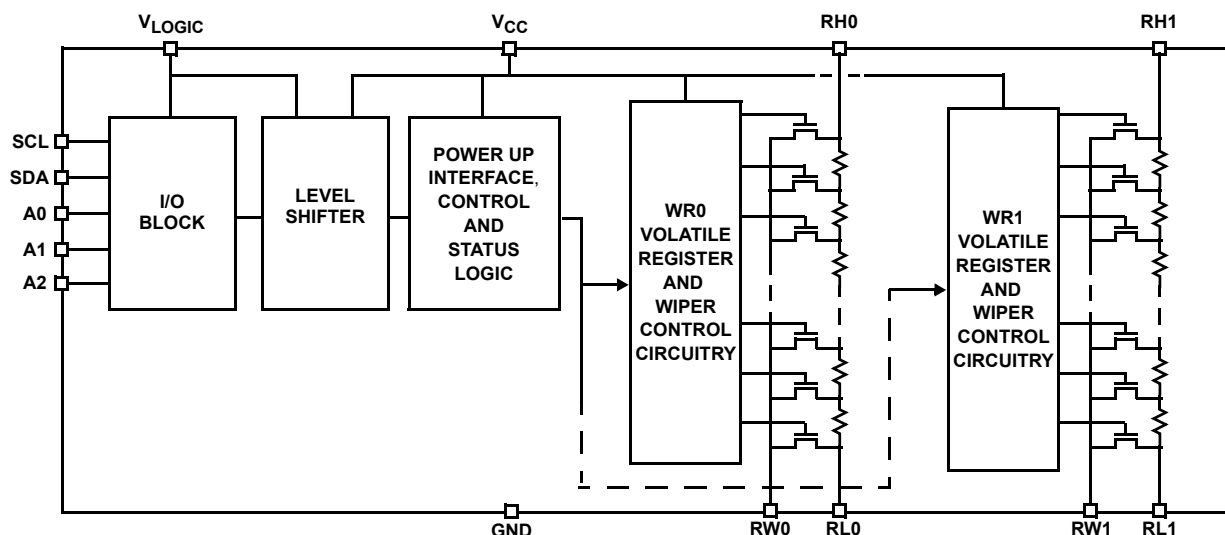 VLOGIC
VCC
RH0
RH1
SCL
SDA
A0
A1
A2
I/O
BLOCK
LEVEL
SHIFTER
POWER UP
INTERFACE,
CONTROL
AND
STATUS
LOGIC
WR0
VOLATILE
REGISTER
AND
WIPER
CONTROL
CIRCUITRY
WR1
VOLATILE
REGISTER
AND
WIPER
CONTROL
CIRCUITRY
GND
RW0
RL0
RW1
RL1